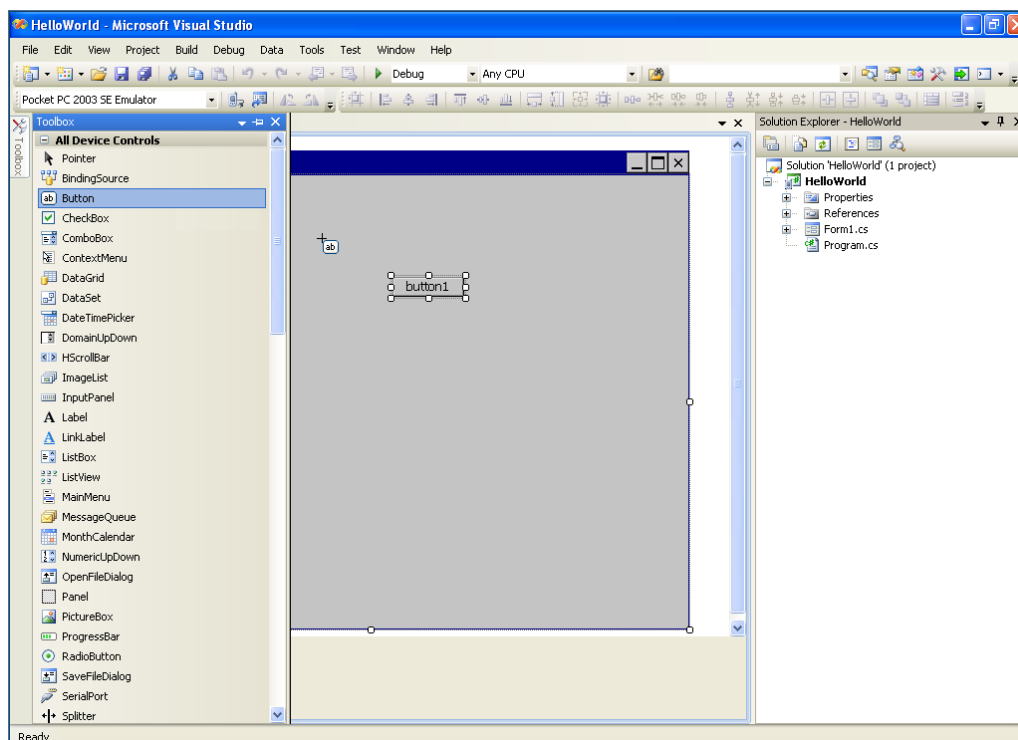 HelloWorld - Microsoft Visual Studio
File Edit View Project Build Debug Data Tools Test Window Help
Debug Any CPU
Pocket PC 2003 SE Emulator
Toolbox
Toolbox
All Device Controls
Pointer
BindingSource
ab Button
CheckBox
ComboBox
ContextMenu
DataGrid
DataSet
DateTimePicker
DomainUpDown
HScrollBar
ImageList
InputPanel
A Label
A LinkLabel
ListBox
ListView
MainMenu
MessageQueue
MonthCalendar
NumericUpDown
OpenFileDialog
Panel
PictureBox
ProgressBar
RadioButton
SaveFileDialog
SerialPort
Splitter
ab
button1
Solution Explorer - HelloWorld
Solution 'HelloWorld' (1 project)
HelloWorld
Properties
References
Form1.cs
Program.cs
Ready